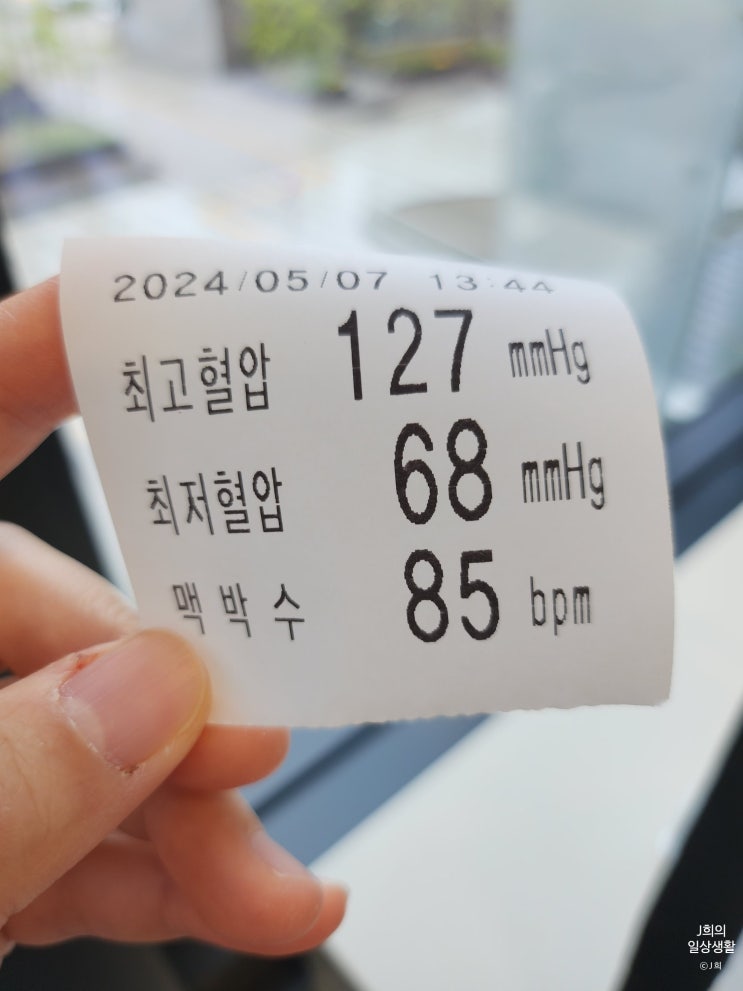 2024/05/07 13:44
최고혈압 127 mmHg
최저혈압 68 mmHg
맥박수 85 bpm
J희의
일상생활
©J희